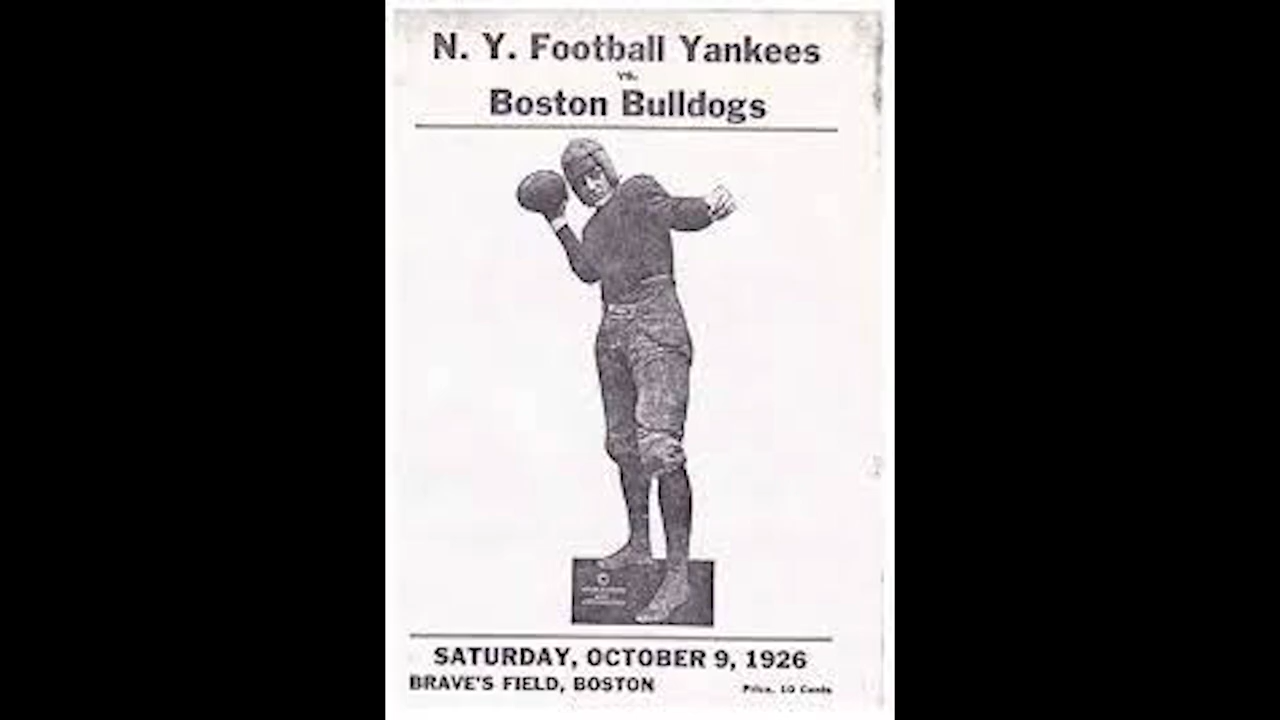 N. Y. Football Yankees
vs.
Boston Bulldogs
SATURDAY, OCTOBER 9, 1926
BRAVE'S FIELD, BOSTON
Price, 10 Cents